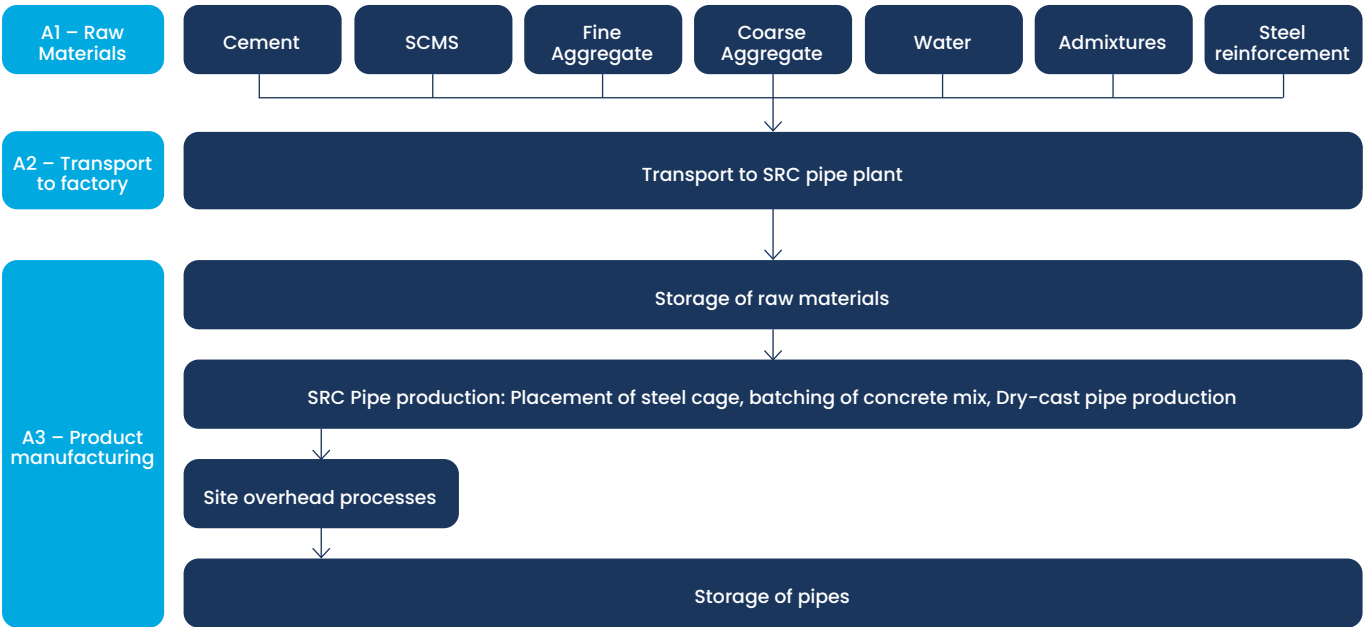 A1 – Raw
Materials
Cement
SCMS
Fine
Aggregate
Coarse
Aggregate
Water
Admixtures
Steel
reinforcement
A2 – Transport
to factory
Transport to SRC pipe plant
A3 – Product
manufacturing
Storage of raw materials
SRC Pipe production: Placement of steel cage, batching of concrete mix, Dry-cast pipe production
Site overhead processes
Storage of pipes